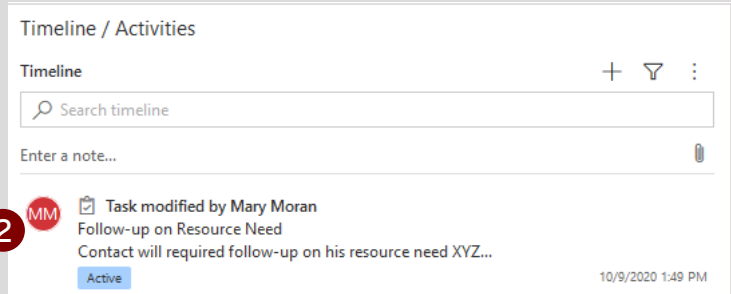 Timeline / Activities
Timeline
Search timeline
Enter a note...
MM
Task modified by Mary Moran
2
Follow-up on Resource Need
Contact will required follow-up on his resource need XYZ...
Active
10/9/2020 1:49 PM